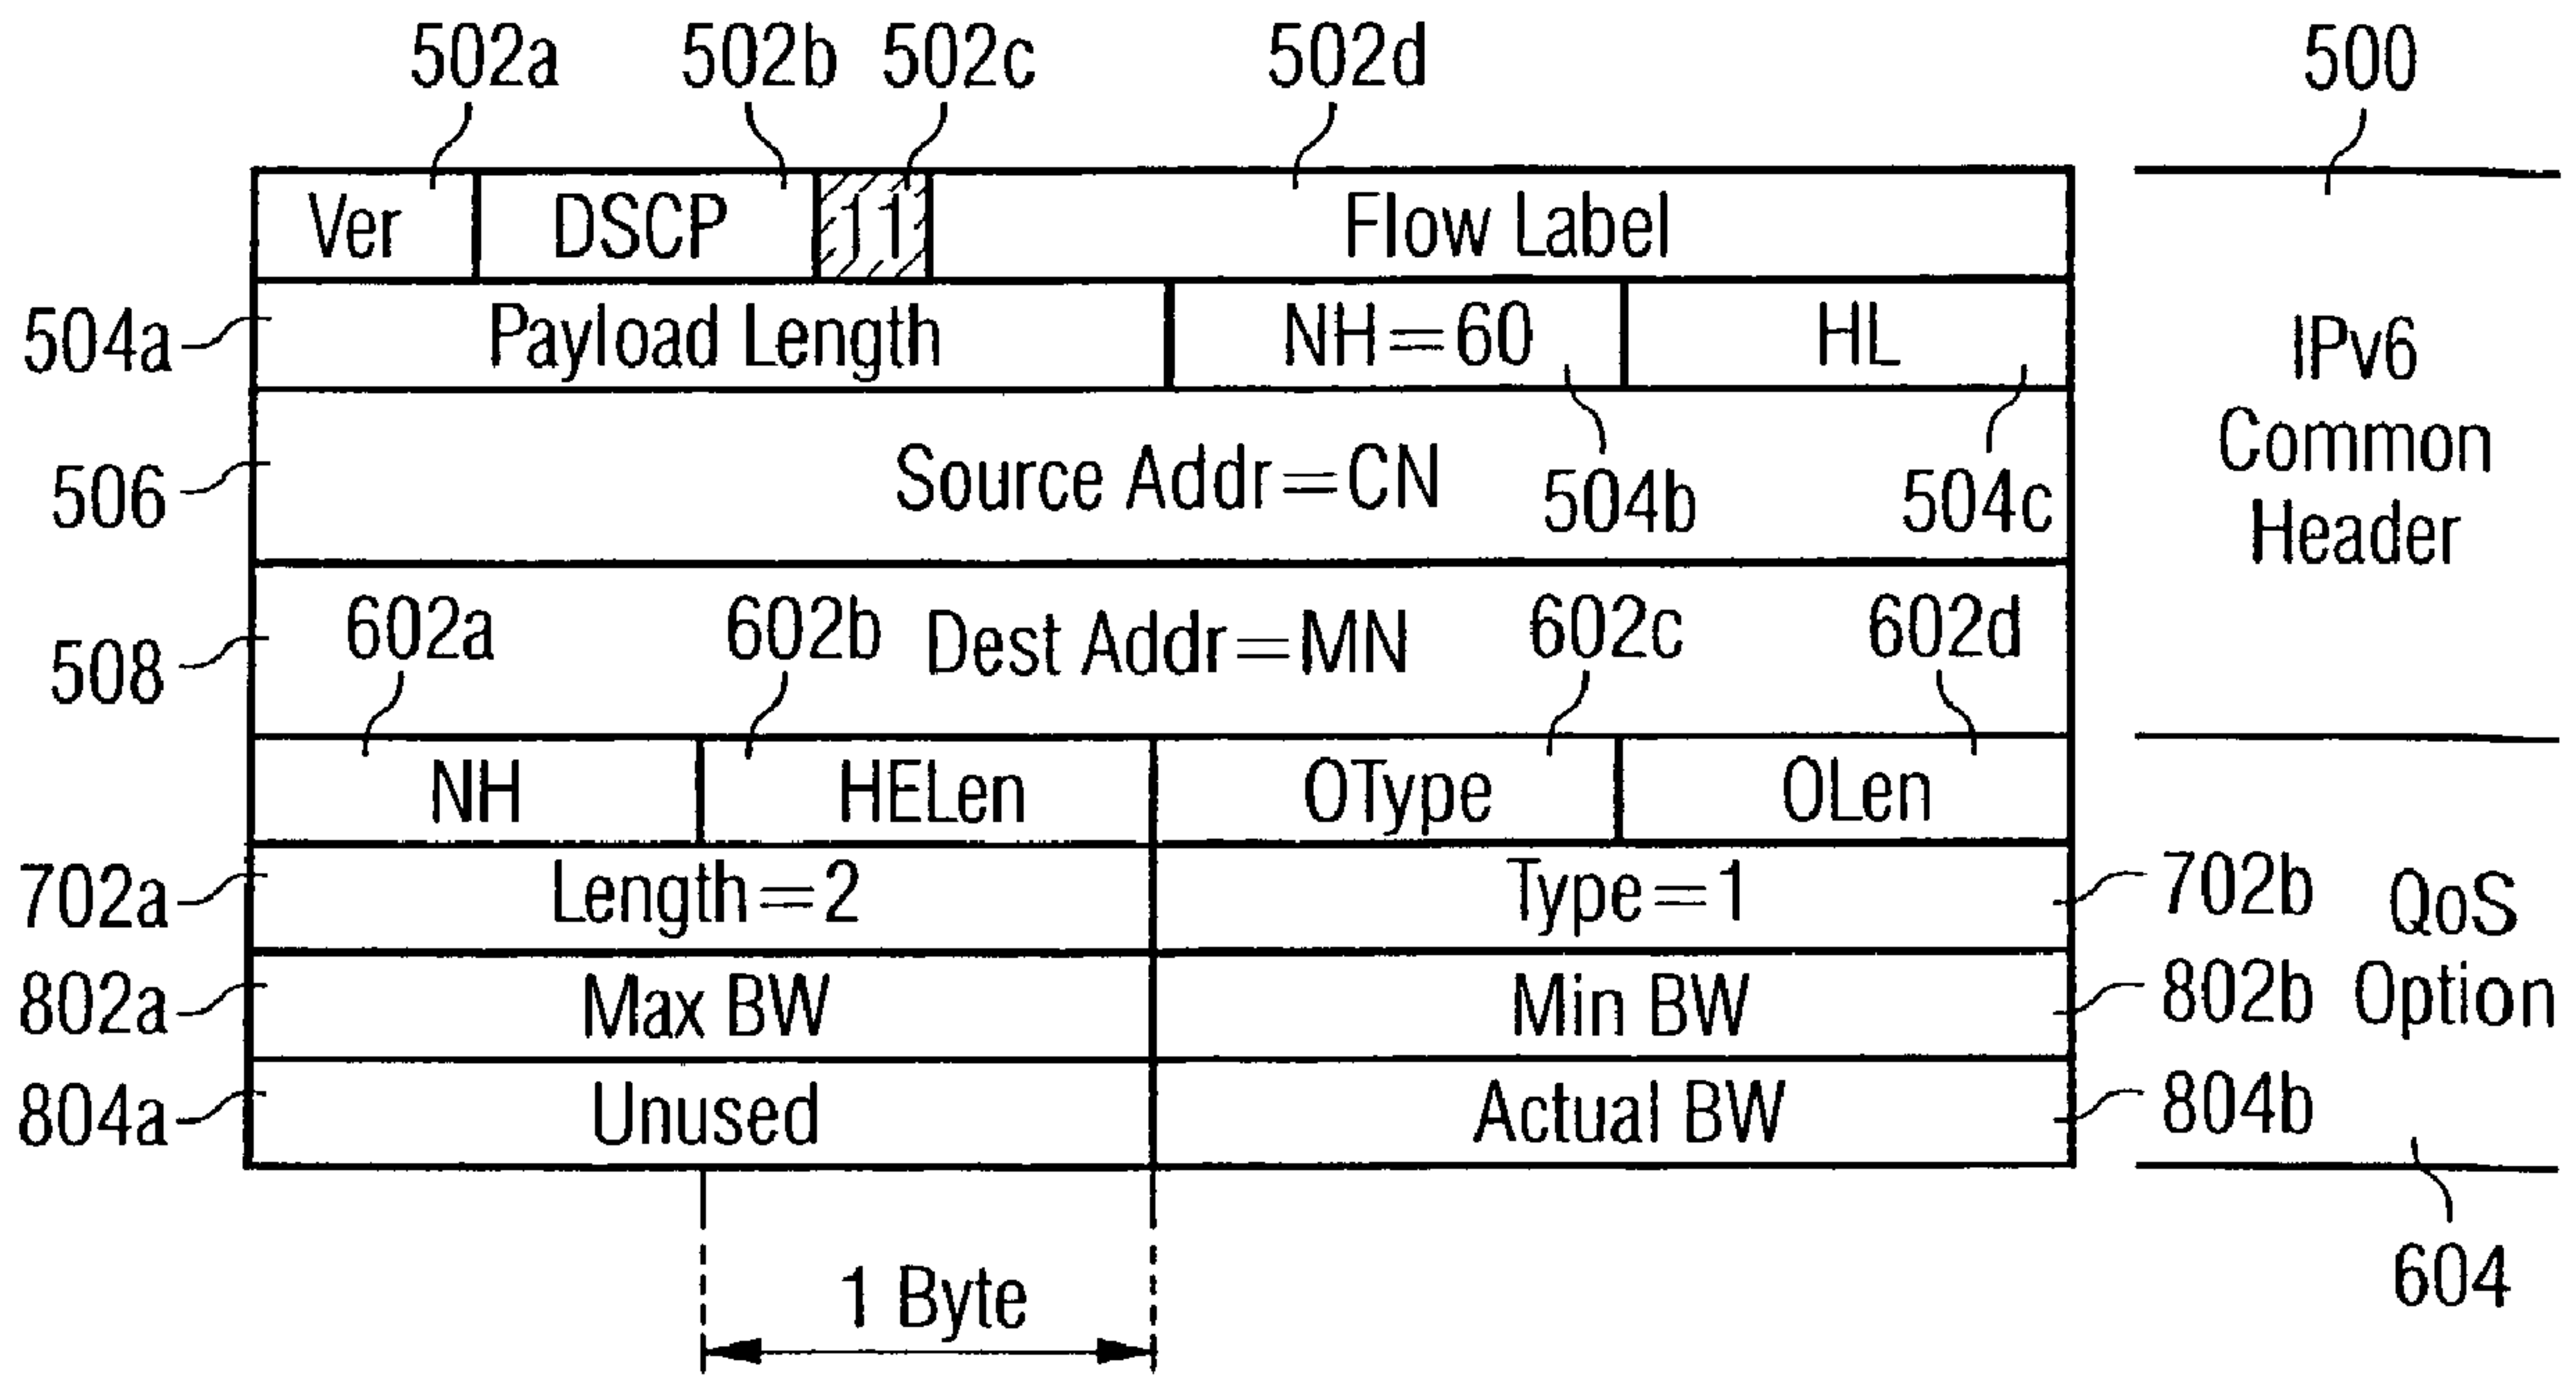 502a 502b 502c 502d 500
Ver DSCP 11 Flow Label
504a Payload Length NH=60 HL
IPv6
Common
Header
506 Source Addr=CN 504b 504c
602a 602b 602c 602d
508 Dest Addr=MN
NH HELen OType OLen
702a Length=2 Type=1 702b
QoS
Option
802a Max BW Min BW 802b
804a Unused Actual BW 804b
1 Byte
604